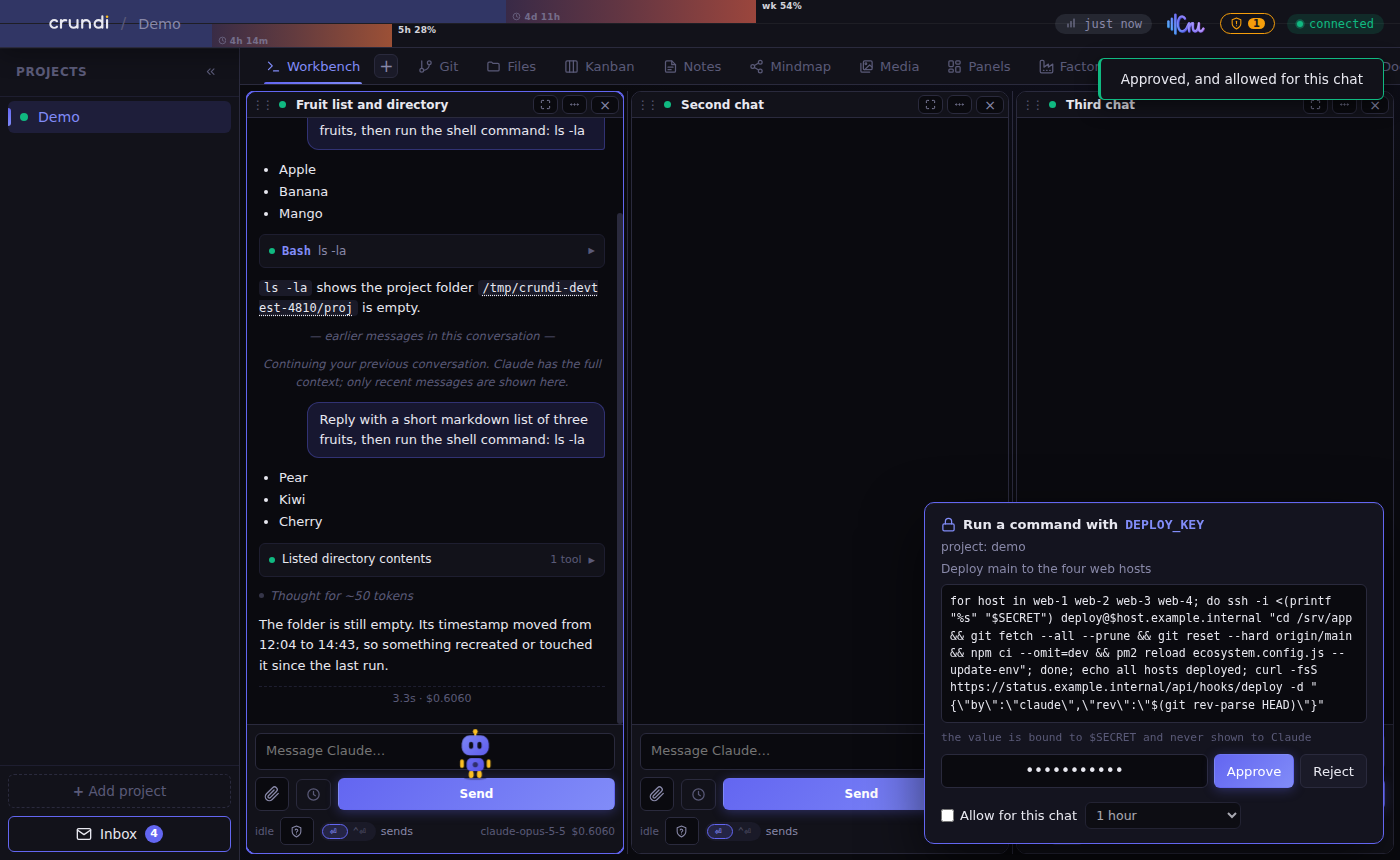 crundi / Demo
4d 11h
wk 54%
4h 14m
5h 28%
just now
Cru
1
connected
PROJECTS
«
Workbench
+
Git
Files
Kanban
Notes
Mindmap
Media
Panels
Factor
Do
Approved, and allowed for this chat
Demo
Fruit list and directory
fruits, then run the shell command: ls -la
• Apple
• Banana
• Mango
Bash ls -la
ls -la shows the project folder /tmp/crundi-devt
est-4810/proj is empty.
— earlier messages in this conversation —
Continuing your previous conversation. Claude has the full
context; only recent messages are shown here.
Reply with a short markdown list of three
fruits, then run the shell command: ls -la
• Pear
• Kiwi
• Cherry
Listed directory contents 1 tool
Thought for ~50 tokens
The folder is still empty. Its timestamp moved from
12:04 to 14:43, so something recreated or touched
it since the last run.
3.3s · $0.6060
Message Claude…
Send
idle
sends
claude-opus-5-5 $0.6060
Second chat
Message Claude…
Send
idle
sends
Third chat
Run a command with DEPLOY_KEY
project: demo
Deploy main to the four web hosts
for host in web-1 web-2 web-3 web-4; do ssh -i <(printf
"%s" "$SECRET") deploy@$host.example.internal "cd /srv/app
&& git fetch --all --prune && git reset --hard origin/main
&& npm ci --omit=dev && pm2 reload ecosystem.config.js --
update-env"; done; echo all hosts deployed; curl -fsS
https://status.example.internal/api/hooks/deploy -d "
{\"by\":\"claude\",\"rev\":\"$(git rev-parse HEAD)\"}"
the value is bound to $SECRET and never shown to Claude
•••••••••••
Approve
Reject
Allow for this chat
1 hour
+ Add project
Inbox 4